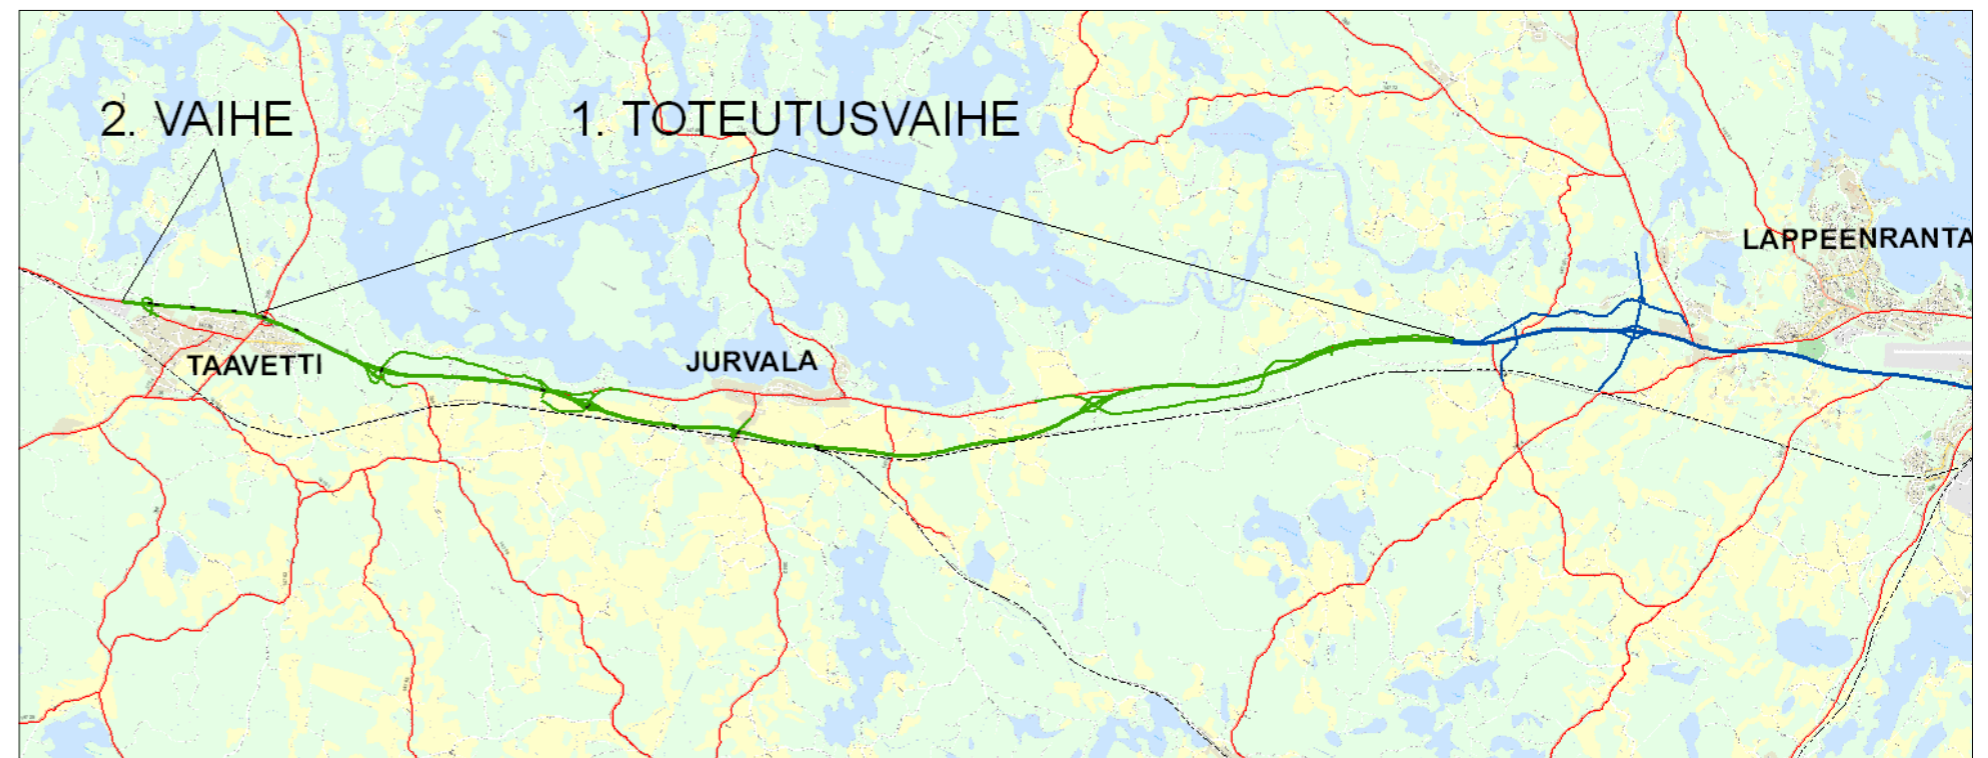 2. VAIHE
1. TOTEUTUSVAIHE
LAPPEENRANTA
TAAVETTI
JURVALA